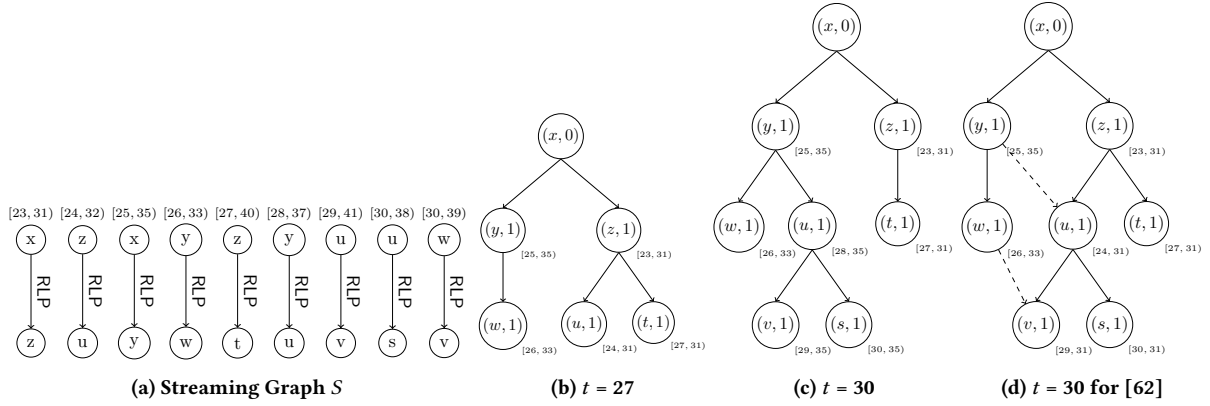 [23, 31) [24, 32) [25, 35) [26, 33) [27, 40) [28, 37) [29, 41) [30, 38) [30, 39)
x z x y z y u u w
RLP RLP RLP RLP RLP RLP RLP RLP RLP
z u y w t u v s v
(a) Streaming Graph S
(x, 0)
(y, 1) (z, 1)
[25, 35) [23, 31)
(w, 1) (u, 1) (t, 1)
[26, 33) [24, 31) [27, 31)
(b) t = 27
(x, 0)
(y, 1) (z, 1)
[25, 35) [23, 31)
(w, 1) (u, 1) (t, 1)
[26, 33) [28, 35) [27, 31)
(v, 1) (s, 1)
[29, 35) [30, 35)
(c) t = 30
(x, 0)
(y, 1) (z, 1)
[25, 35) [23, 31)
(w, 1) (u, 1) (t, 1)
[26, 33) [24, 31) [27, 31)
(v, 1) (s, 1)
[29, 31) [30, 31)
(d) t = 30 for [62]